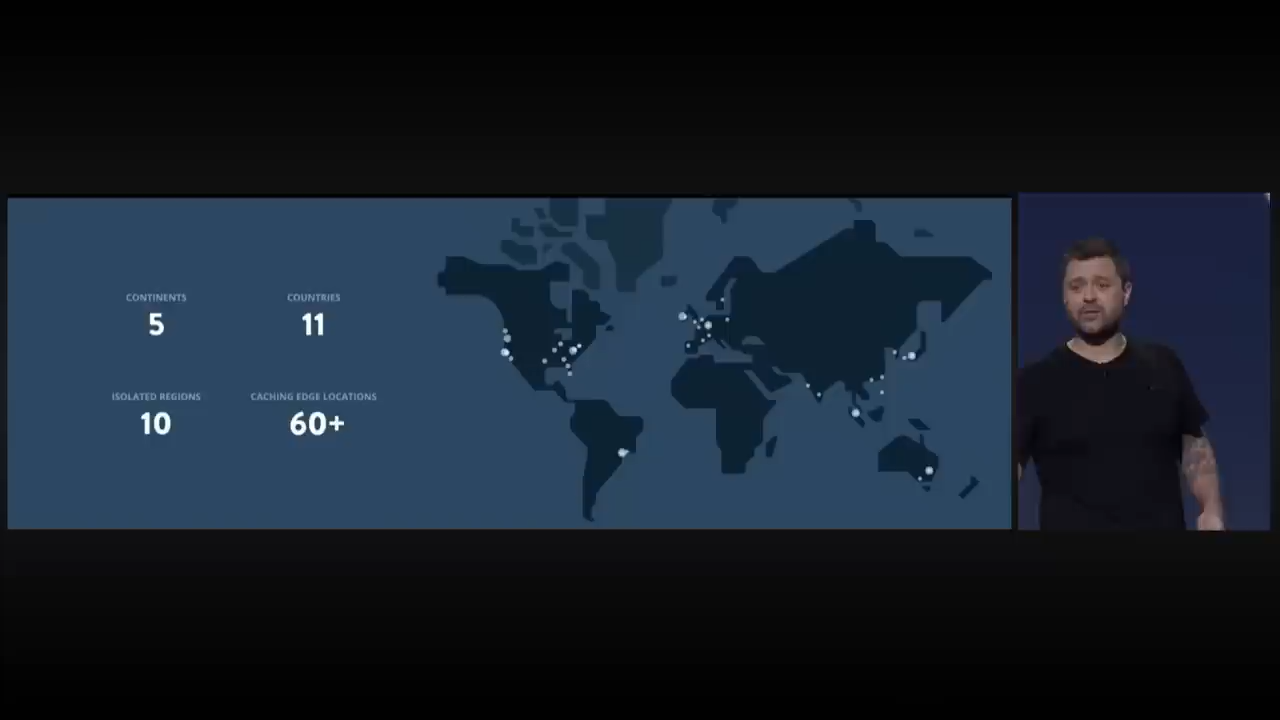 CONTINENTS
5
COUNTRIES
11
ISOLATED REGIONS
10
CACHING EDGE LOCATIONS
60+